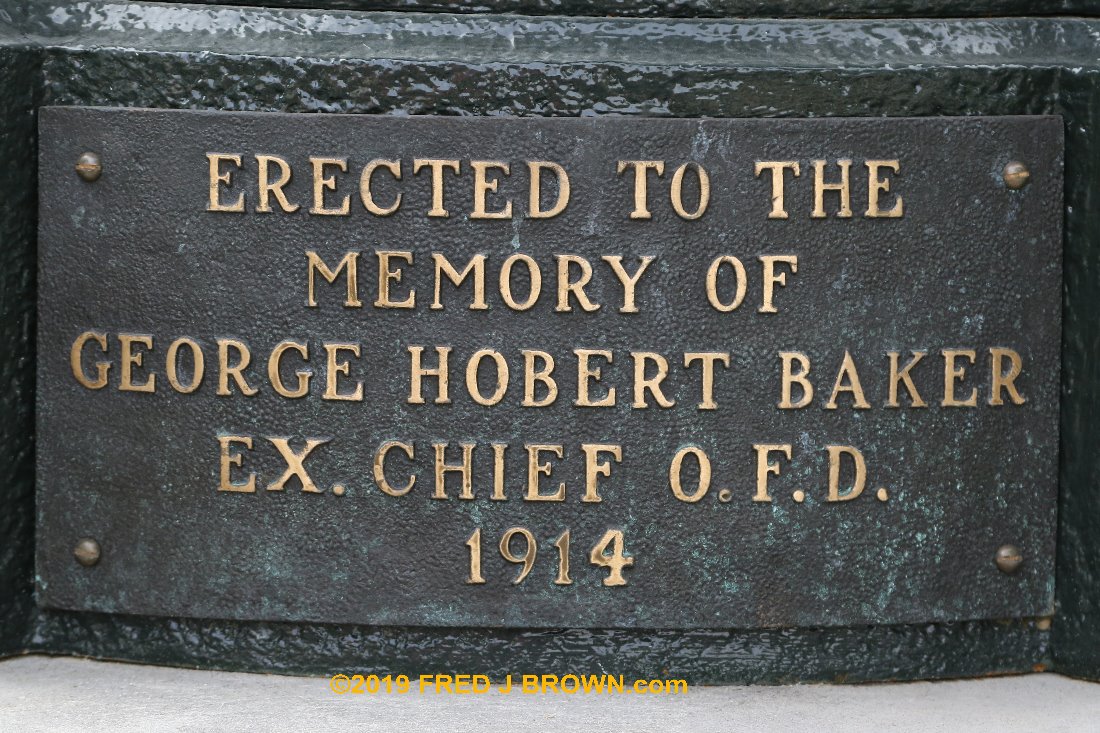 ERECTED TO THE
MEMORY OF
GEORGE HOBERT BAKER
EX. CHIEF O.F.D.
1914
©2019 FRED J BROWN.com